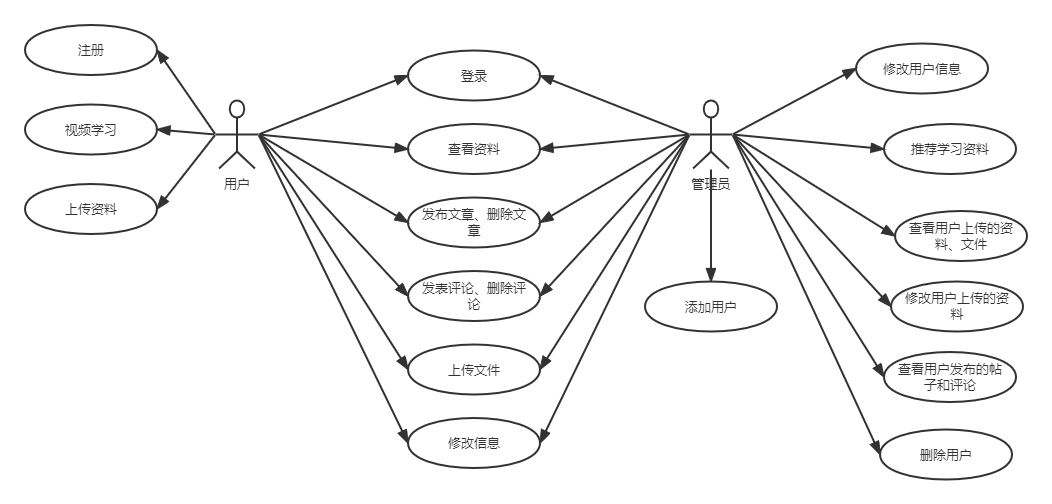 注册
视频学习
上传资料
用户
登录
查看资料
发布文章、删除文
章
发表评论、删除评
论
上传文件
修改信息
管理员
添加用户
修改用户信息
推荐学习资料
查看用户上传的资
料、文件
修改用户上传的资
料
查看用户发布的帖
子和评论
删除用户